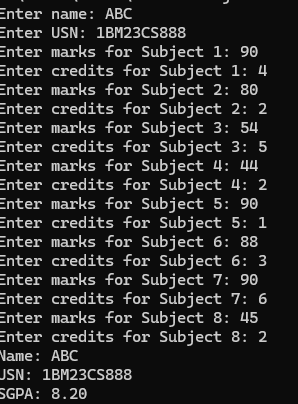 Enter name: ABC
Enter USN: 1BM23CS888
Enter marks for Subject 1: 90
Enter credits for Subject 1: 4
Enter marks for Subject 2: 80
Enter credits for Subject 2: 2
Enter marks for Subject 3: 54
Enter credits for Subject 3: 5
Enter marks for Subject 4: 44
Enter credits for Subject 4: 2
Enter marks for Subject 5: 90
Enter credits for Subject 5: 1
Enter marks for Subject 6: 88
Enter credits for Subject 6: 3
Enter marks for Subject 7: 90
Enter credits for Subject 7: 6
Enter marks for Subject 8: 45
Enter credits for Subject 8: 2
Name: ABC
USN: 1BM23CS888
SGPA: 8.20